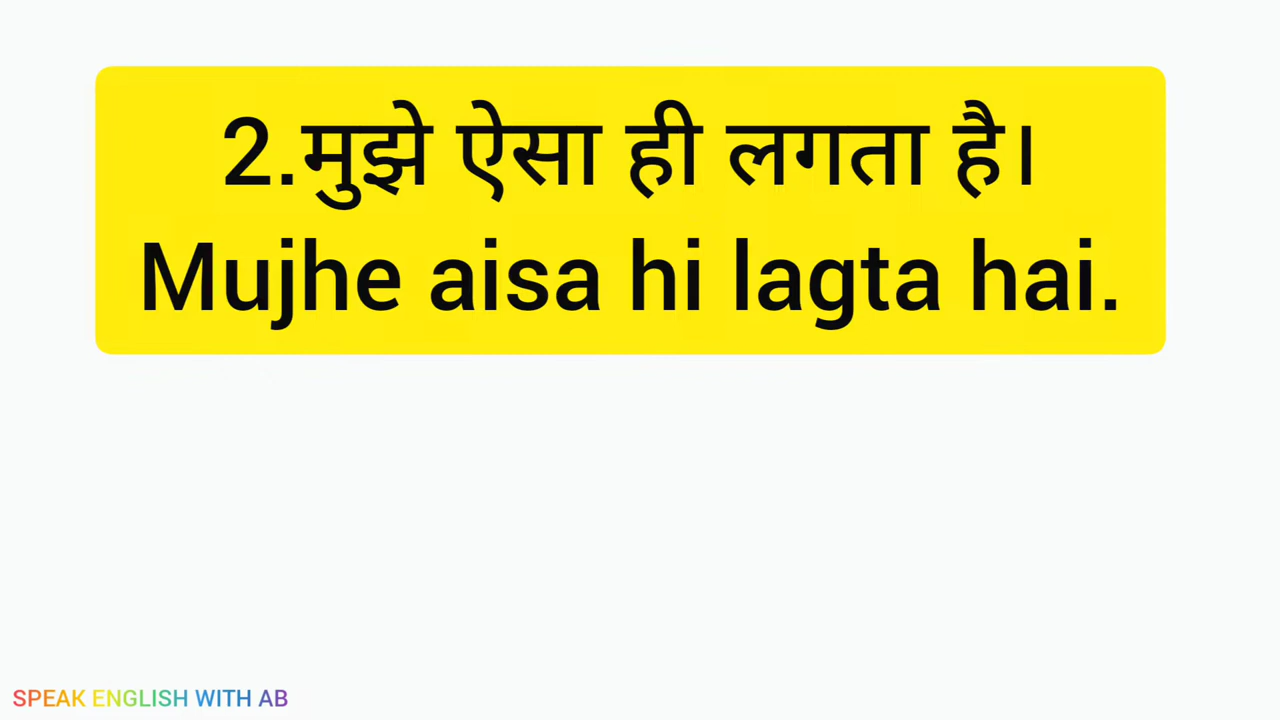 2.मुझे ऐसा ही लगता है।
Mujhe aisa hi lagta hai.
SPEAK ENGLISH WITH AB